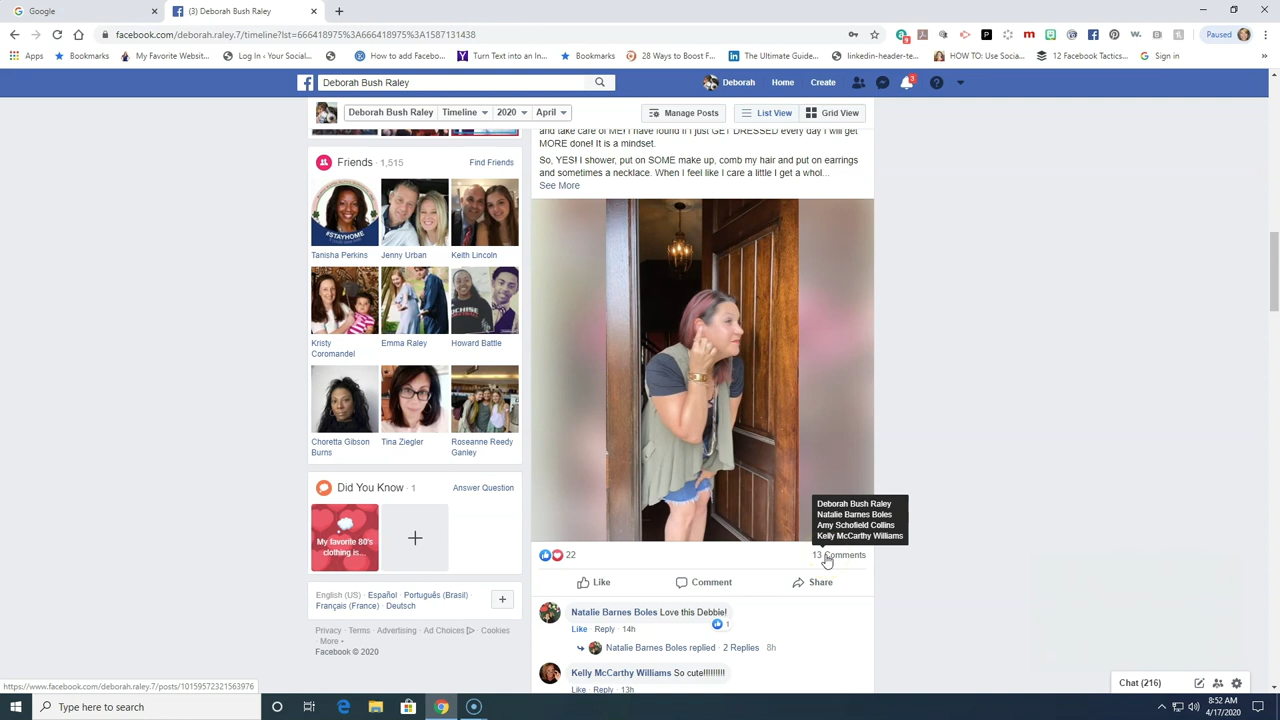 Google
(3) Deborah Bush Raley
facebook.com/deborah.raley.7/timeline?lst=666418975%3A666418975%3A1587131438
Paused
Apps
Bookmarks
My Favorite Websit...
Log In ‹ Your Social...
How to add Facebo...
Turn Text into an In...
Bookmarks
28 Ways to Boost F...
The Ultimate Guide...
linkedin-header-te...
HOW TO: Use Socia...
12 Facebook Tactics...
Sign in
Deborah Bush Raley
Deborah
Home
Create
3
Deborah Bush Raley
Timeline
2020
April
Manage Posts
List View
Grid View
and take care of ME! I have found if I just GET DRESSED every day I will get
MORE done! It is a mindset.
So, YES! I shower, put on SOME make up, comb my hair and put on earrings
and sometimes a necklace. When I feel like I care a little I get a whol...
See More
Friends · 1,515
Find Friends
#STAYHOME
Tanisha Perkins
Jenny Urban
Keith Lincoln
Kristy
Coromandel
Emma Raley
Howard Battle
Choretta Gibson
Burns
Tina Ziegler
Roseanne Reedy
Ganley
Did You Know · 1
Answer Question
My favorite 80's
clothing is...
English (US) · Español · Português (Brasil) ·
Français (France) · Deutsch
Privacy · Terms · Advertising · Ad Choices · Cookies
· More
Facebook © 2020
Deborah Bush Raley
Natalie Barnes Boles
Amy Schofield Collins
Kelly McCarthy Williams
22
13 Comments
Like
Comment
Share
Natalie Barnes Boles Love this Debbie!
1
Like · Reply · 14h
Natalie Barnes Boles replied · 2 Replies 8h
Kelly McCarthy Williams So cute!!!!!!!!!
Like · Reply · 13h
https://www.facebook.com/deborah.raley.7/posts/10159572321563976
Chat (216)
Type here to search
8:52 AM
4/17/2020